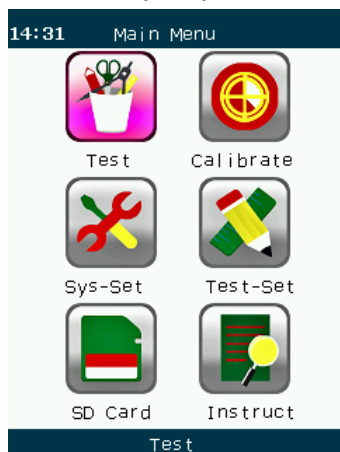 14:31 Main Menu
Test Calibrate
Sys-Set Test-Set
SD Card Instruct
Test